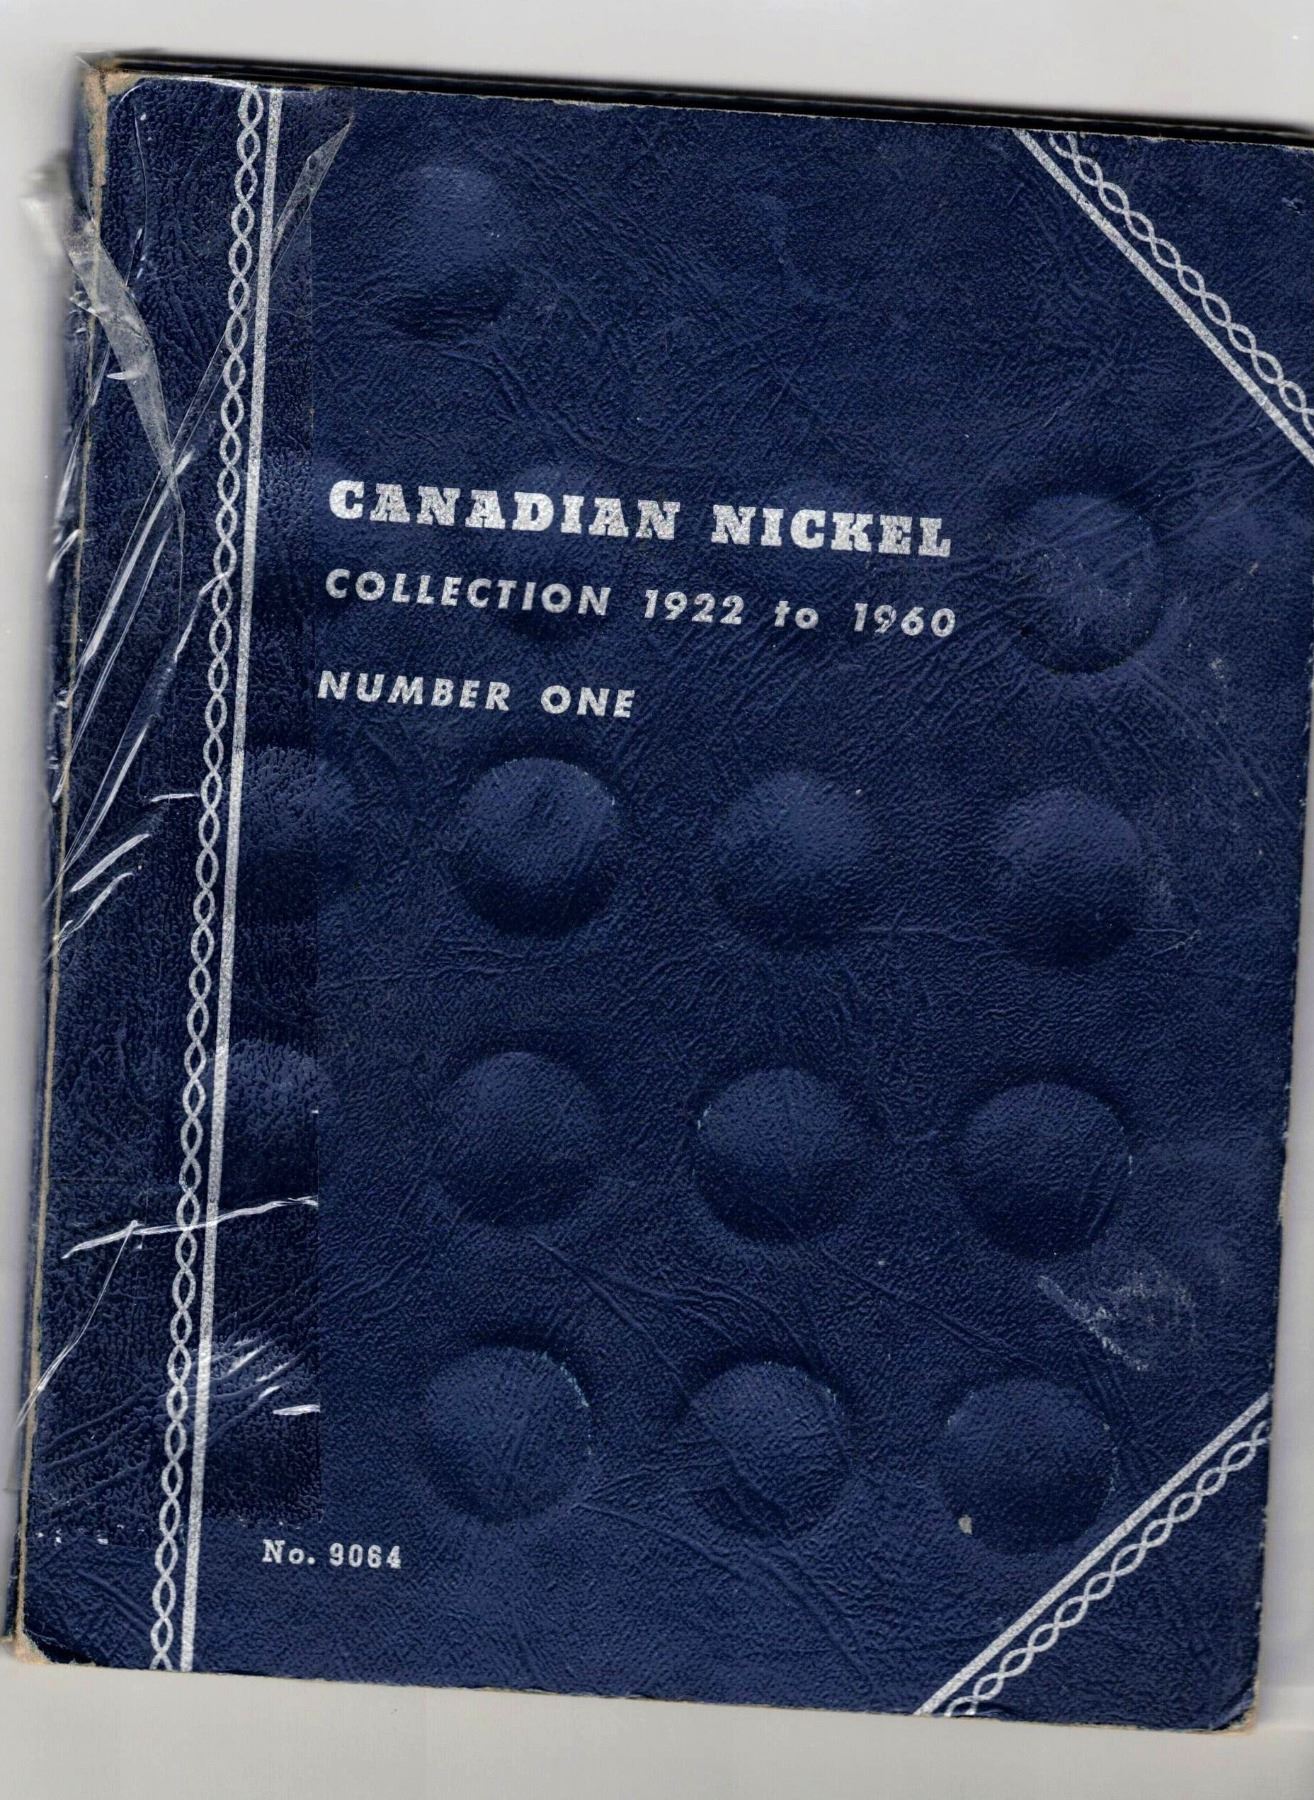 CANADIAN NICKEL
COLLECTION 1922 to 1960
NUMBER ONE
No. 9064